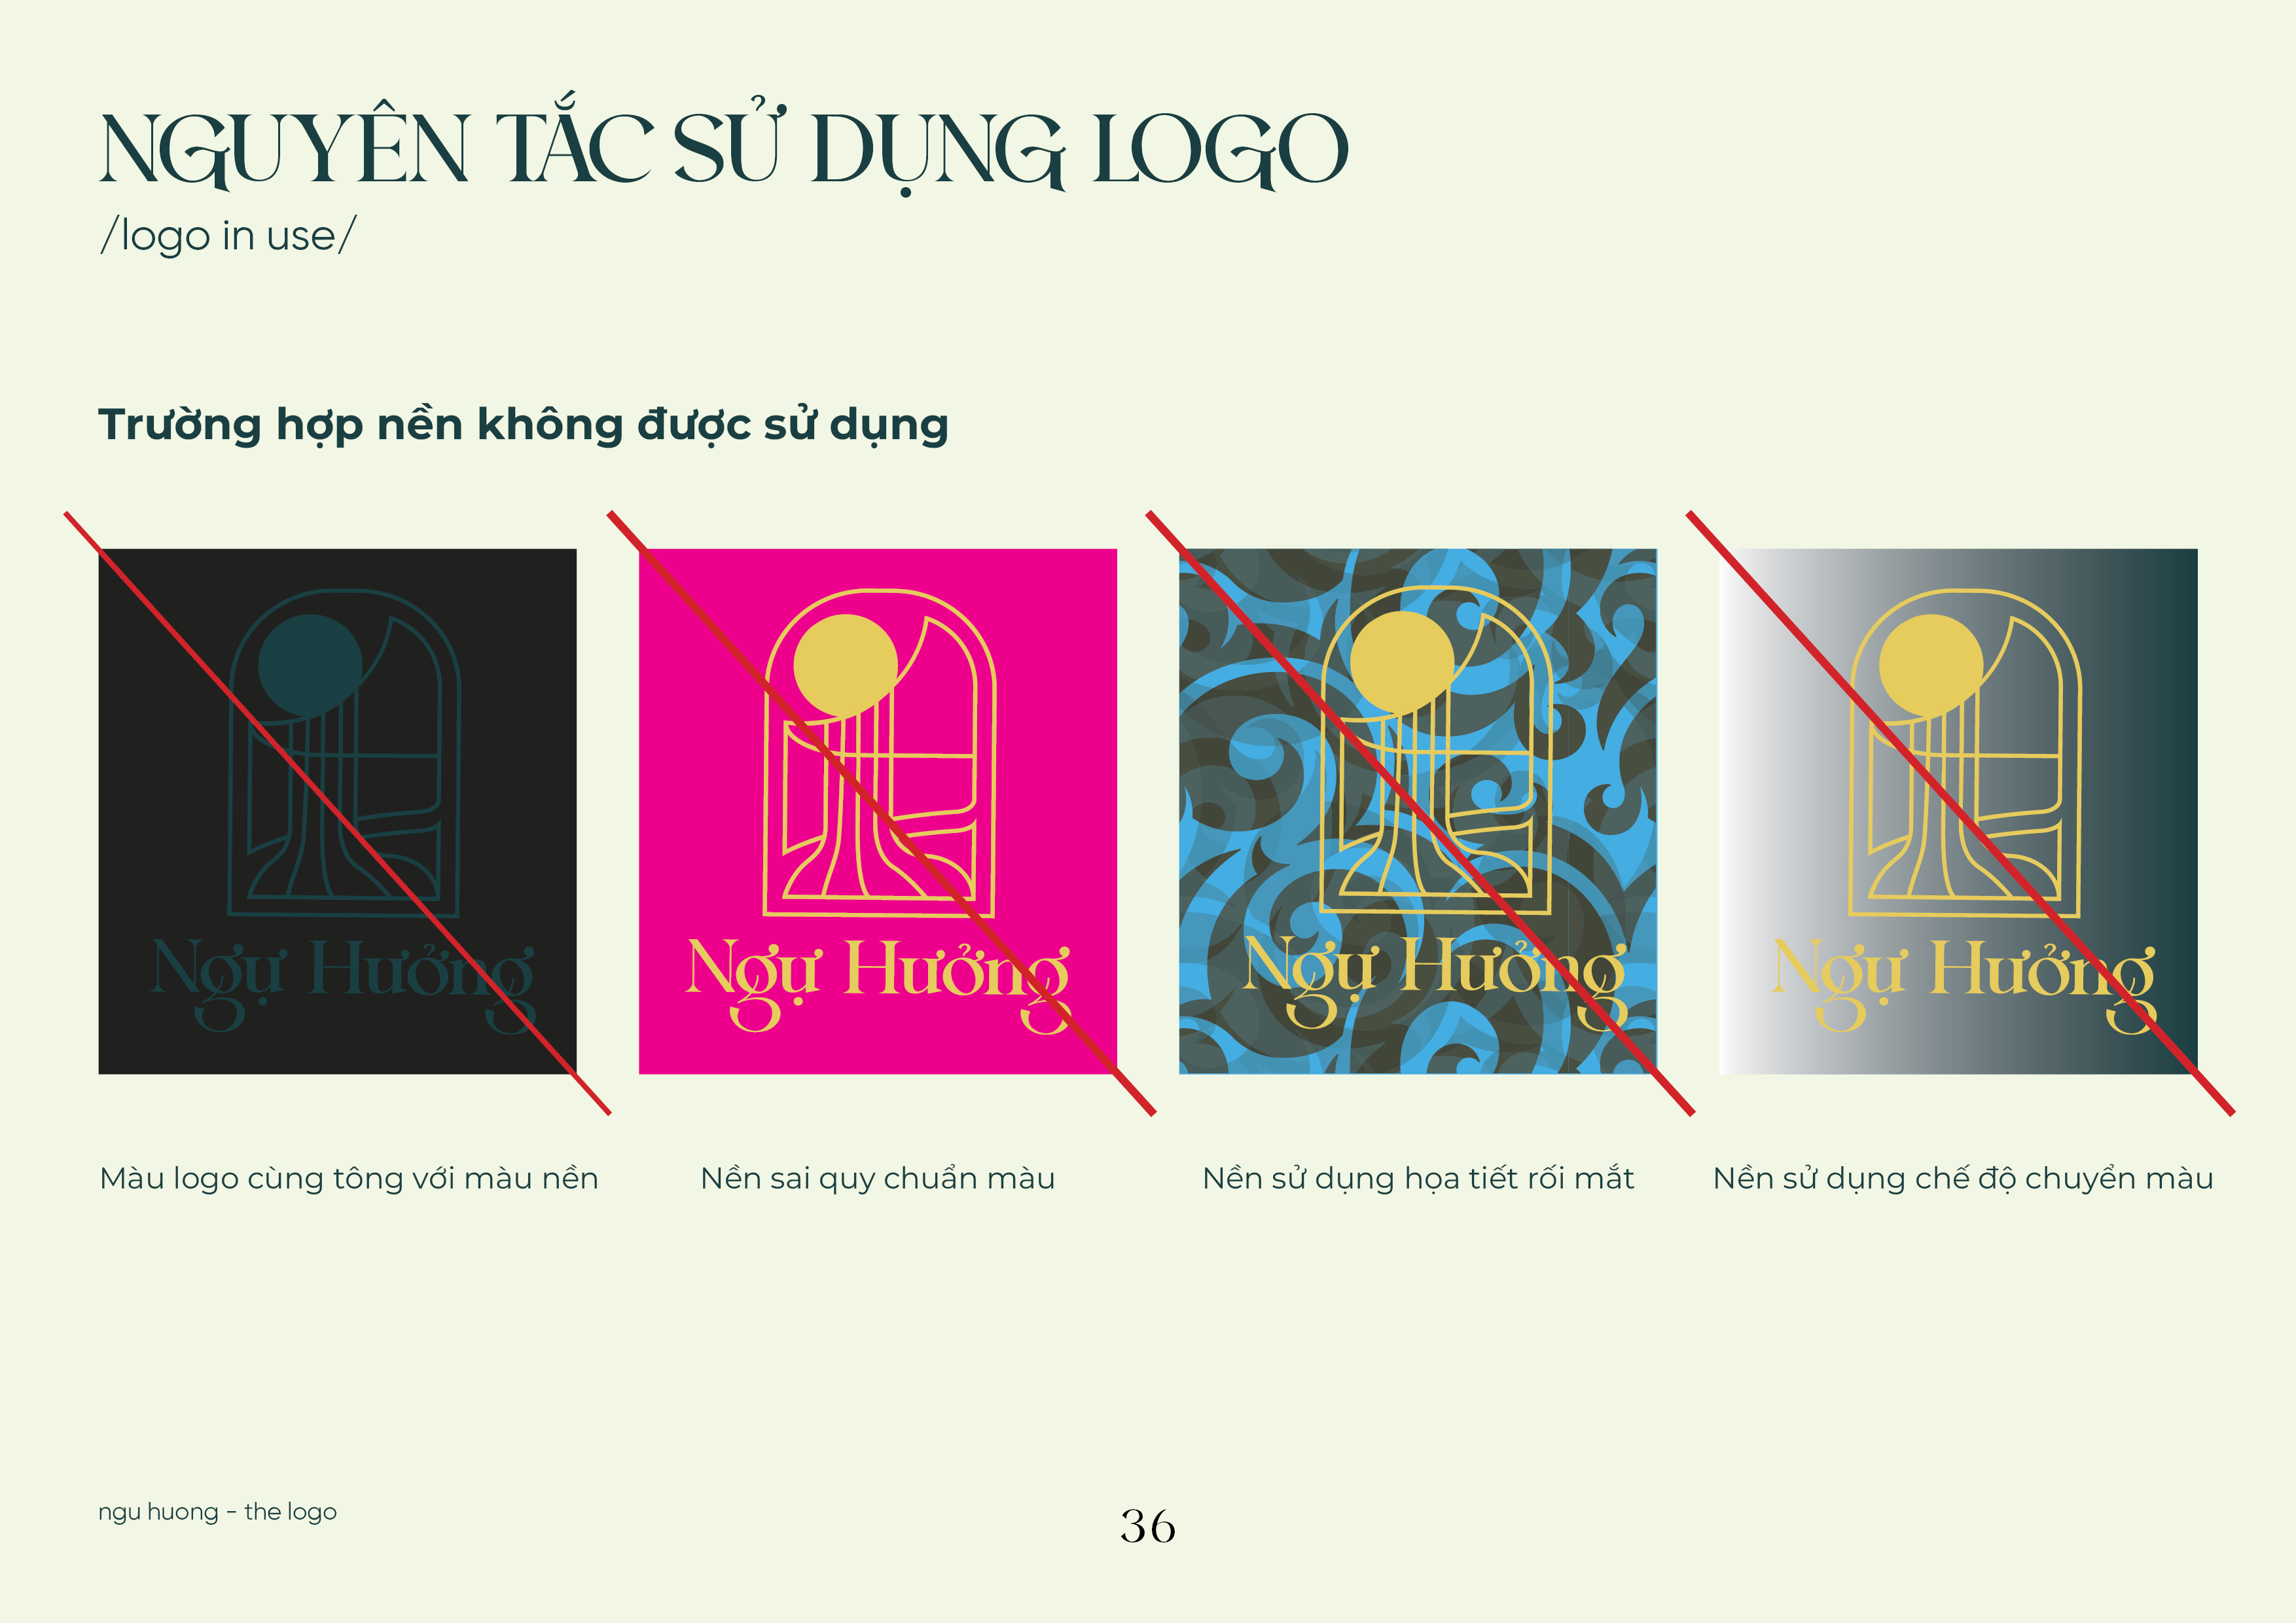 NGUYÊN TẮC SỬ DỤNG LOGO
/logo in use/
Trường hợp nền không được sử dụng
Ngự Hưởng
Ngự Hưởng
Ngự Hưởng
Ngự Hưởng
Màu logo cùng tông với màu nền
Nền sai quy chuẩn màu
Nền sử dụng họa tiết rối mắt
Nền sử dụng chế độ chuyển màu
ngu huong - the logo
36